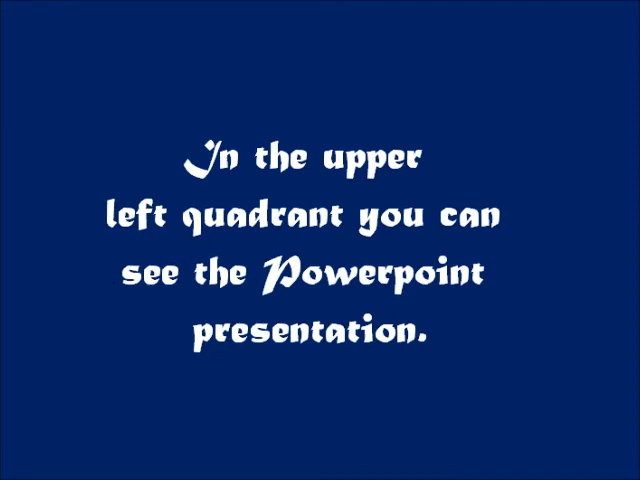 In the upper
left quadrant you can
see the Powerpoint
presentation.